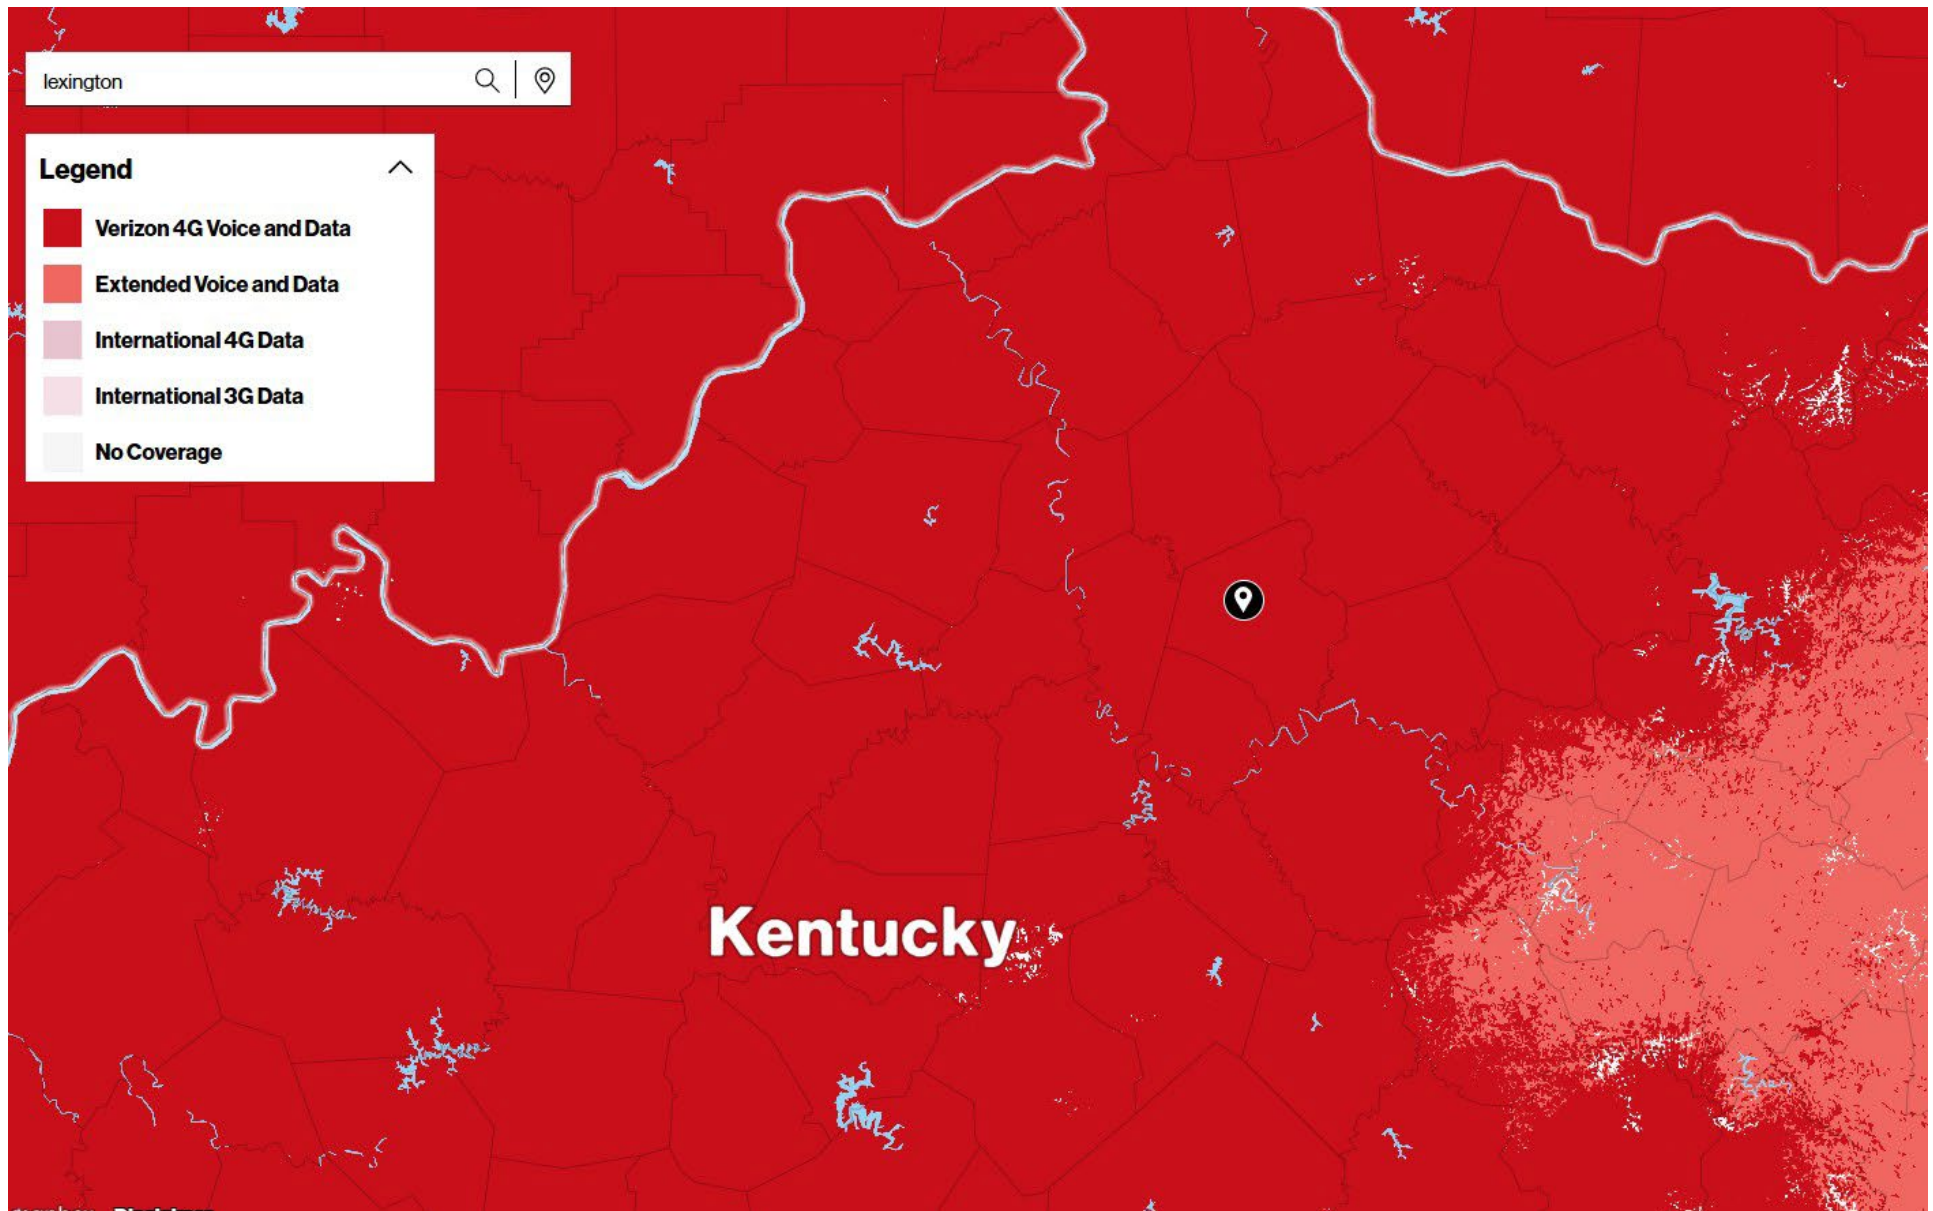 lexington
Legend
Verizon 4G Voice and Data
Extended Voice and Data
International 4G Data
International 3G Data
No Coverage
Kentucky